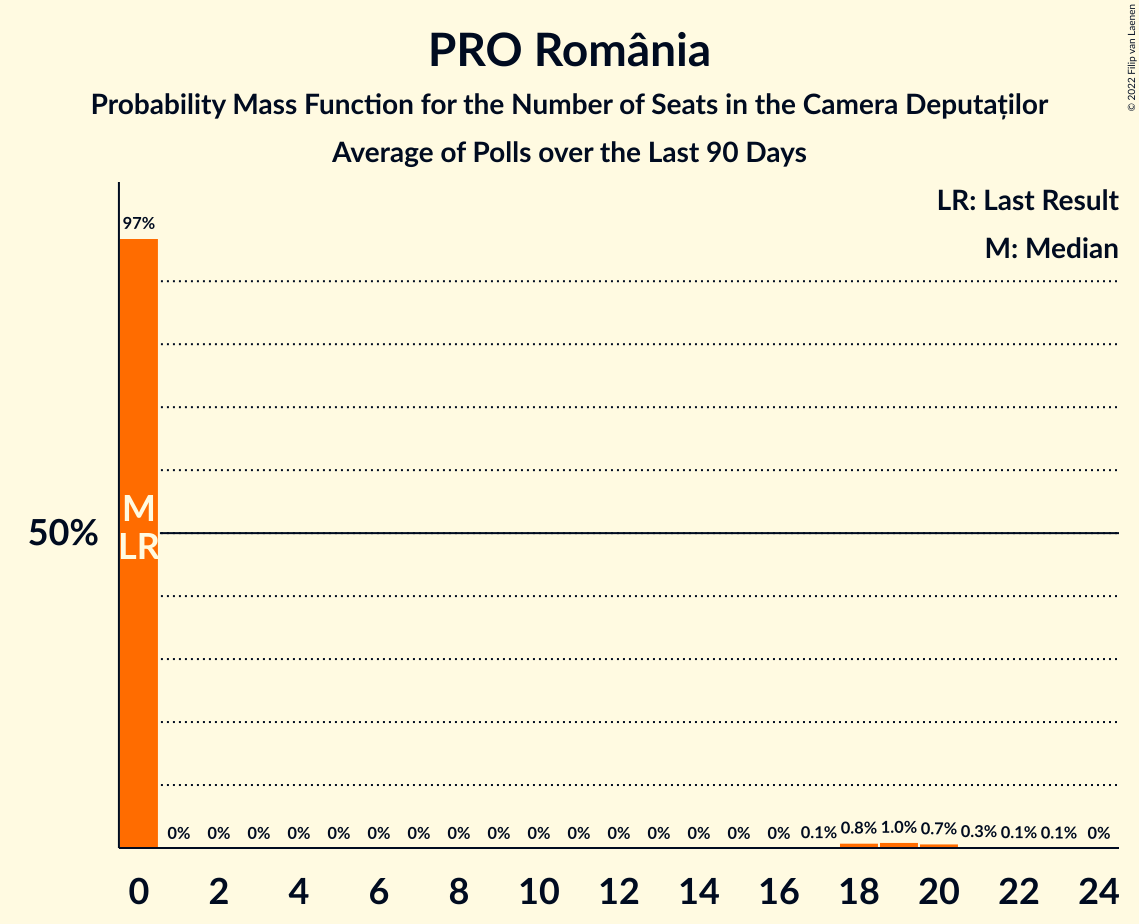 PRO România
Probability Mass Function for the Number of Seats in the Camera Deputaților
Average of Polls over the Last 90 Days
© 2022 Filip van Laenen
LR: Last Result
M: Median
97%
M
LR
50%
0% 0% 0% 0% 0% 0% 0% 0% 0% 0% 0% 0% 0% 0% 0% 0% 0.1% 0.8% 1.0% 0.7% 0.3% 0.1% 0.1% 0%
0 2 4 6 8 10 12 14 16 18 20 22 24